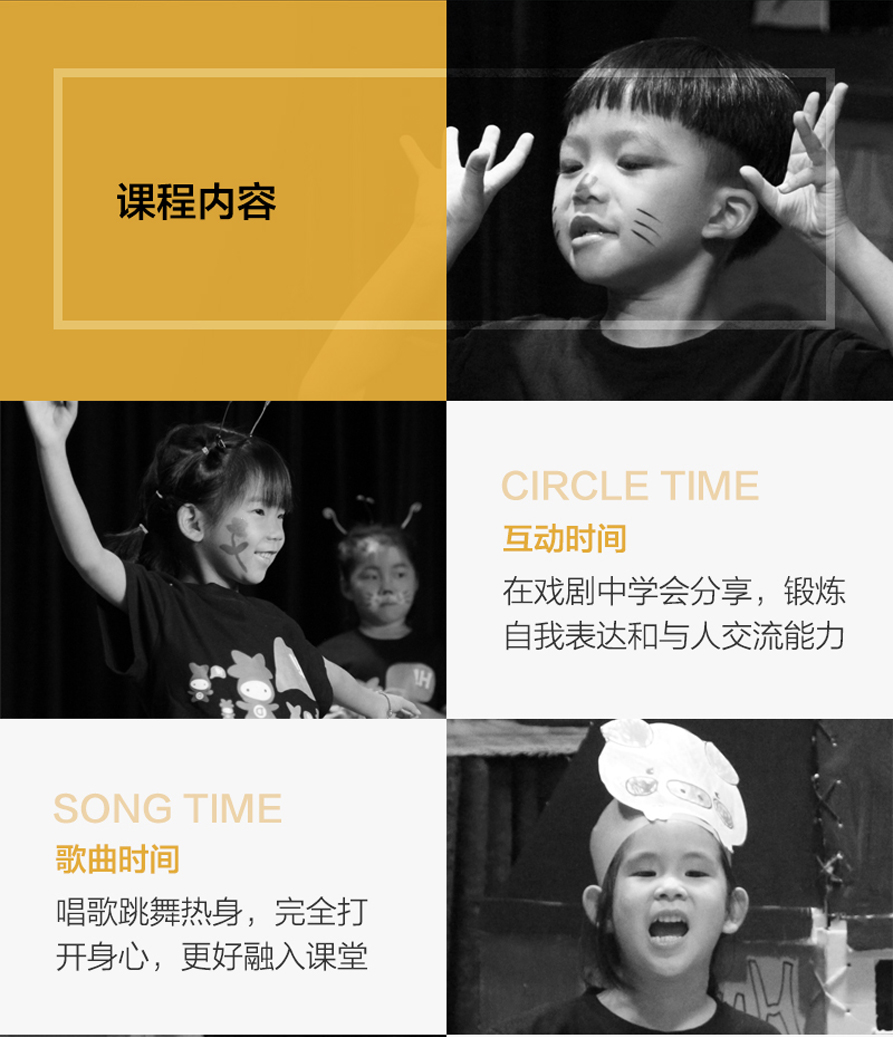 课程内容
CIRCLE TIME
互动时间
在戏剧中学会分享，锻炼
自我表达和与人交流能力
SONG TIME
歌曲时间
唱歌跳舞热身，完全打
开身心，更好融入课堂